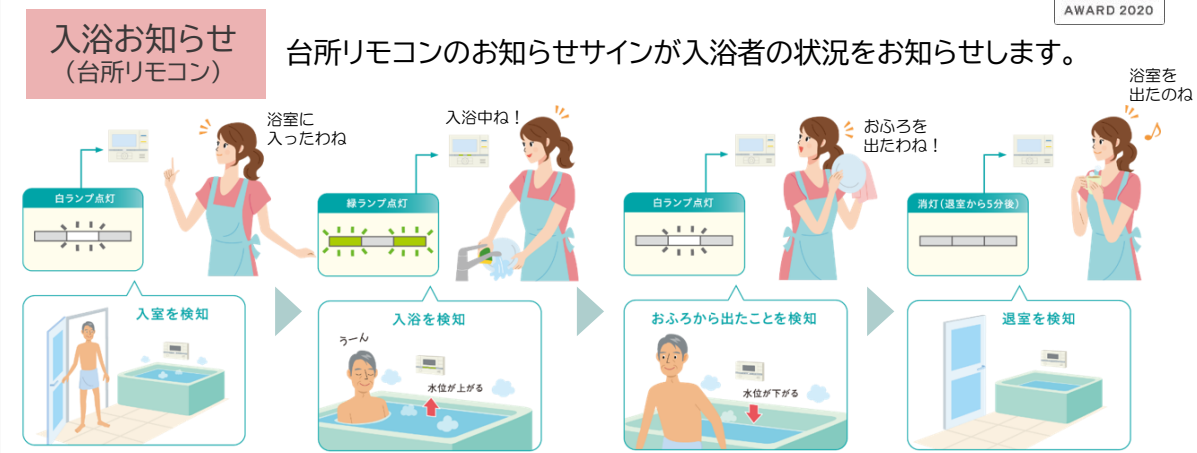 AWARD 2020
入浴お知らせ
（台所リモコン）
台所リモコンのお知らせサインが入浴者の状況をお知らせします。
浴室に
入ったわね
白ランプ点灯
入室を検知
入浴中ね！
緑ランプ点灯
入浴を検知
うーん
水位が上がる
おふろを
出たわね！
白ランプ点灯
おふろから出たことを検知
水位が下がる
浴室を
出たのね
消灯（退室から5分後）
退室を検知